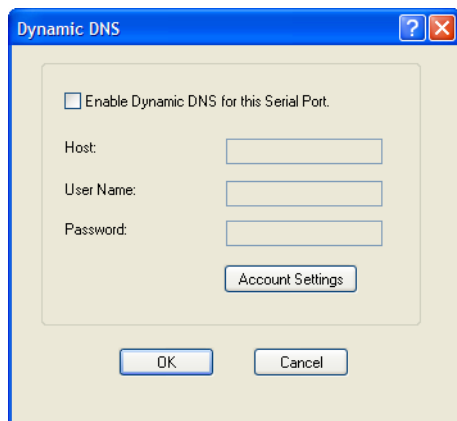 Dynamic DNS
Enable Dynamic DNS for this Serial Port.
Host:
User Name:
Password:
Account Settings
OK Cancel